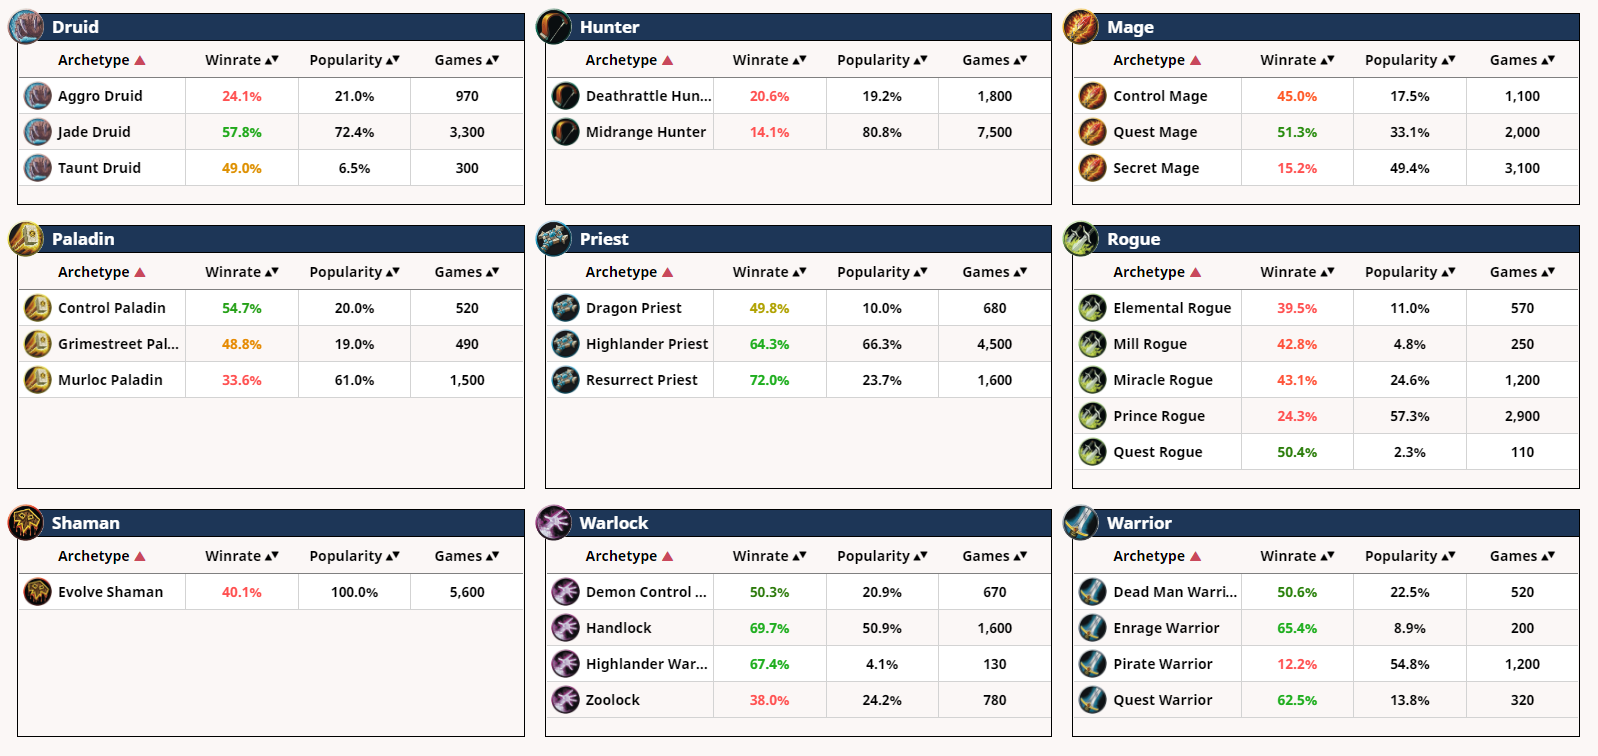 Druid
Archetype ▲ Winrate ▲▼ Popularity ▲▼ Games ▲▼
Aggro Druid 24.1% 21.0% 970
Jade Druid 57.8% 72.4% 3,300
Taunt Druid 49.0% 6.5% 300
Hunter
Archetype ▲ Winrate ▲▼ Popularity ▲▼ Games ▲▼
Deathrattle Hun... 20.6% 19.2% 1,800
Midrange Hunter 14.1% 80.8% 7,500
Mage
Archetype ▲ Winrate ▲▼ Popularity ▲▼ Games ▲▼
Control Mage 45.0% 17.5% 1,100
Quest Mage 51.3% 33.1% 2,000
Secret Mage 15.2% 49.4% 3,100
Paladin
Archetype ▲ Winrate ▲▼ Popularity ▲▼ Games ▲▼
Control Paladin 54.7% 20.0% 520
Grimestreet Pal... 48.8% 19.0% 490
Murloc Paladin 33.6% 61.0% 1,500
Priest
Archetype ▲ Winrate ▲▼ Popularity ▲▼ Games ▲▼
Dragon Priest 49.8% 10.0% 680
Highlander Priest 64.3% 66.3% 4,500
Resurrect Priest 72.0% 23.7% 1,600
Rogue
Archetype ▲ Winrate ▲▼ Popularity ▲▼ Games ▲▼
Elemental Rogue 39.5% 11.0% 570
Mill Rogue 42.8% 4.8% 250
Miracle Rogue 43.1% 24.6% 1,200
Prince Rogue 24.3% 57.3% 2,900
Quest Rogue 50.4% 2.3% 110
Shaman
Archetype ▲ Winrate ▲▼ Popularity ▲▼ Games ▲▼
Evolve Shaman 40.1% 100.0% 5,600
Warlock
Archetype ▲ Winrate ▲▼ Popularity ▲▼ Games ▲▼
Demon Control ... 50.3% 20.9% 670
Handlock 69.7% 50.9% 1,600
Highlander War... 67.4% 4.1% 130
Zoolock 38.0% 24.2% 780
Warrior
Archetype ▲ Winrate ▲▼ Popularity ▲▼ Games ▲▼
Dead Man Warri... 50.6% 22.5% 520
Enrage Warrior 65.4% 8.9% 200
Pirate Warrior 12.2% 54.8% 1,200
Quest Warrior 62.5% 13.8% 320